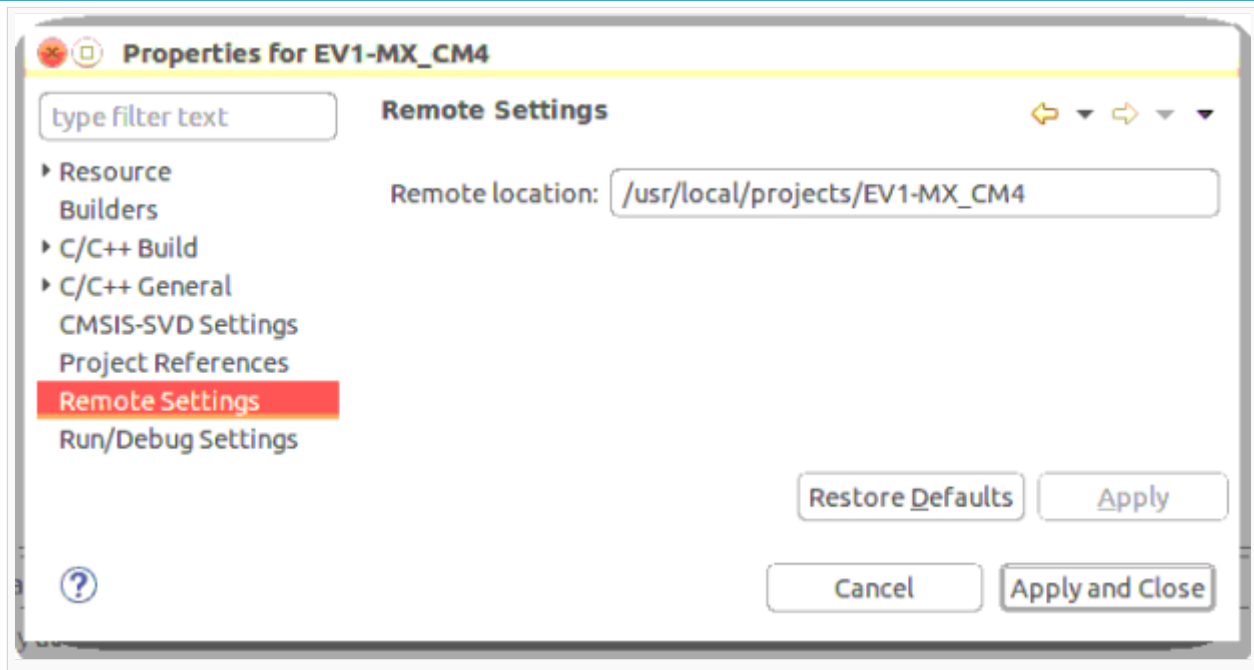 Properties for EV1-MX_CM4
type filter text
Remote Settings
Resource
Builders
C/C++ Build
C/C++ General
CMSIS-SVD Settings
Project References
Remote Settings
Run/Debug Settings
Remote location: /usr/local/projects/EV1-MX_CM4
Restore Defaults Apply
? Cancel Apply and Close